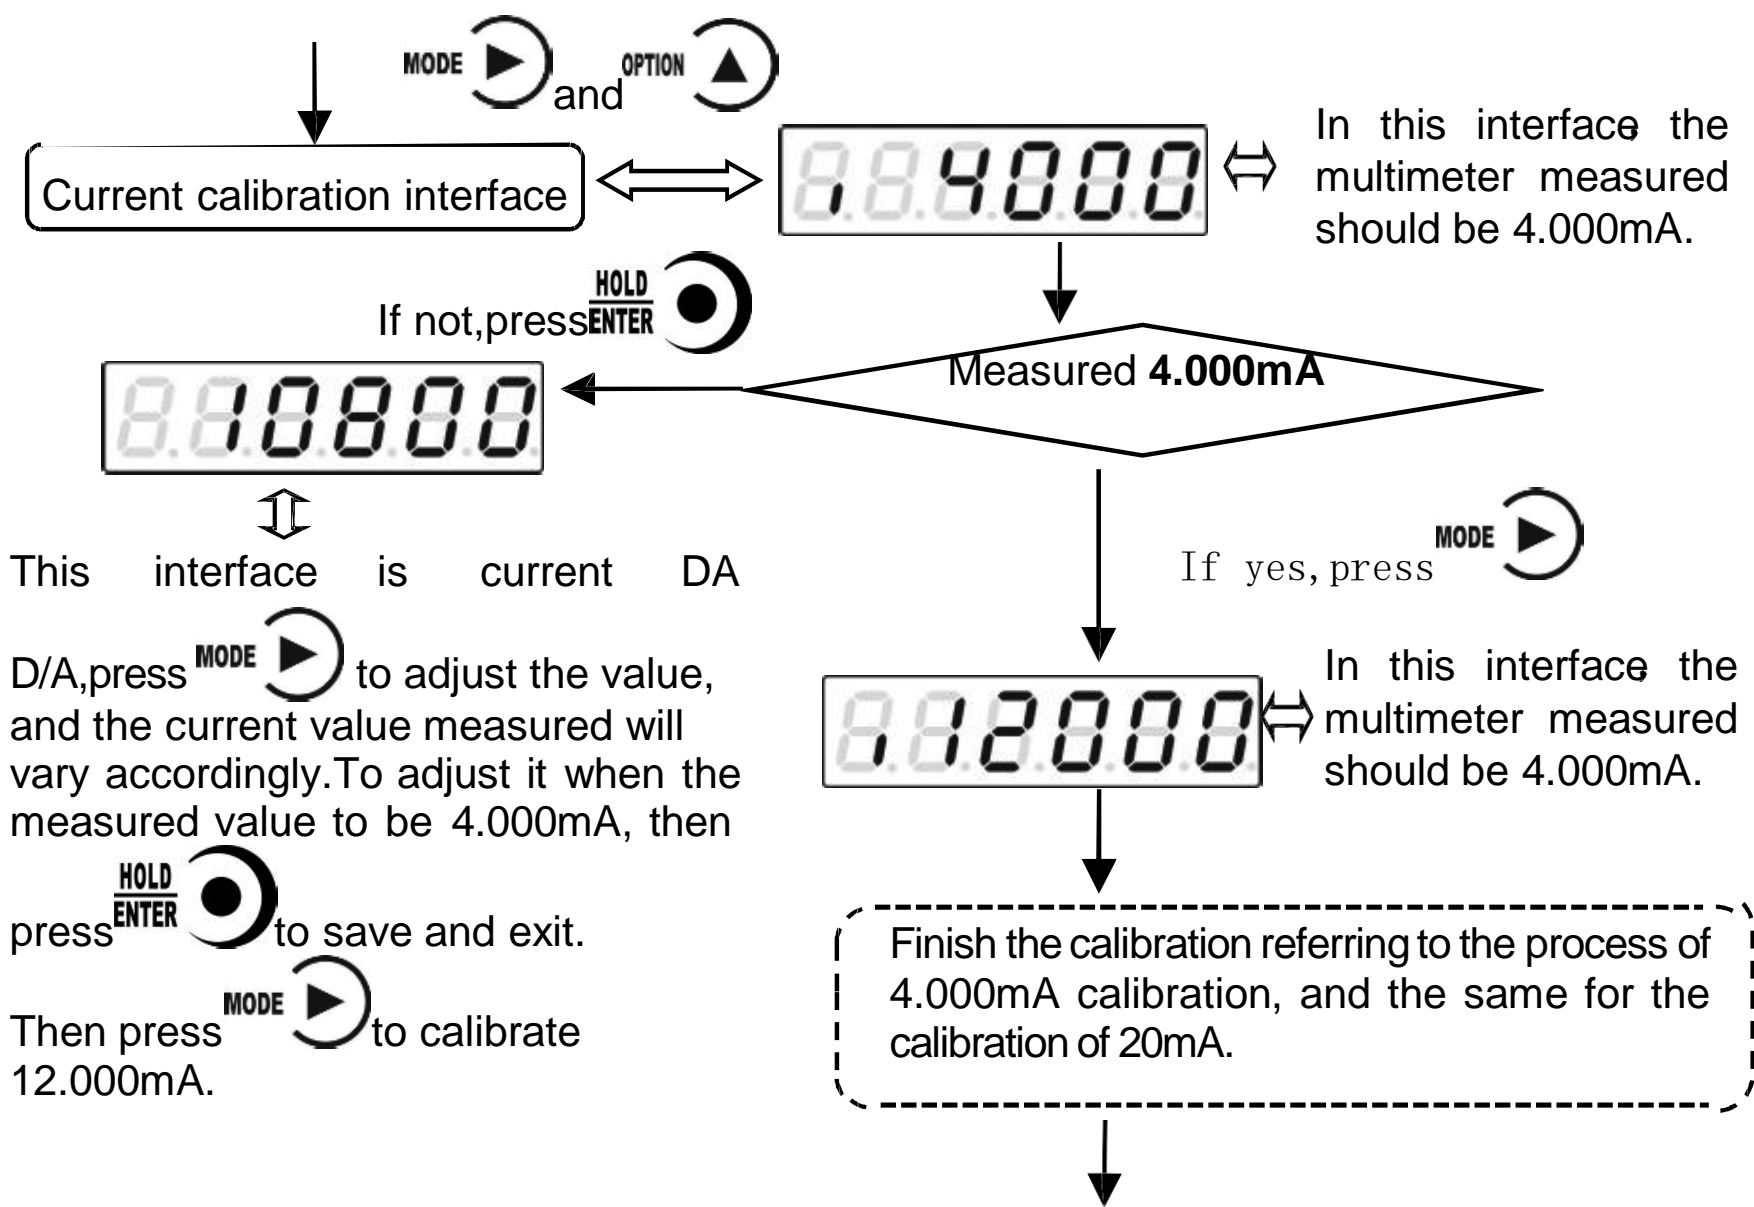 MODE and OPTION
Current calibration interface
i 4000
In this interface, the
multimeter measured
should be 4.000mA.
If not,press HOLD
ENTER
Measured 4.000mA
10800
If yes,press MODE
This interface is current DA
D/A,press MODE to adjust the value,
and the current value measured will
vary accordingly.To adjust it when the
measured value to be 4.000mA, then
press HOLD
ENTER to save and exit.
Then press MODE to calibrate
12.000mA.
i12000
In this interface, the
multimeter measured
should be 4.000mA.
Finish the calibration referring to the process of
4.000mA calibration, and the same for the
calibration of 20mA.